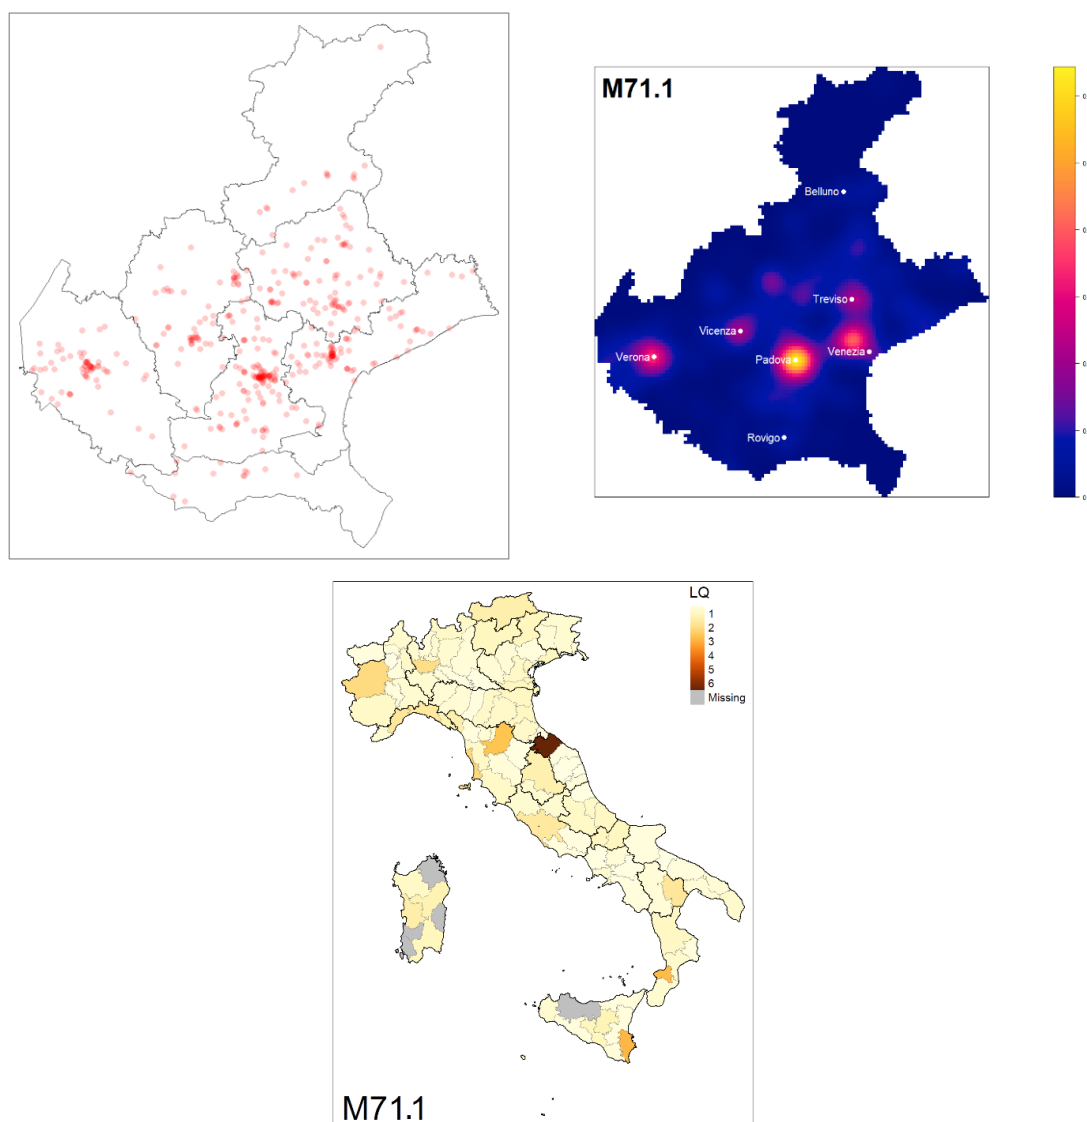 M71.1
Belluno
Treviso
Vicenza
Venezia
Verona
Padova
Rovigo
LQ
1
2
3
4
5
6
Missing
M71.1